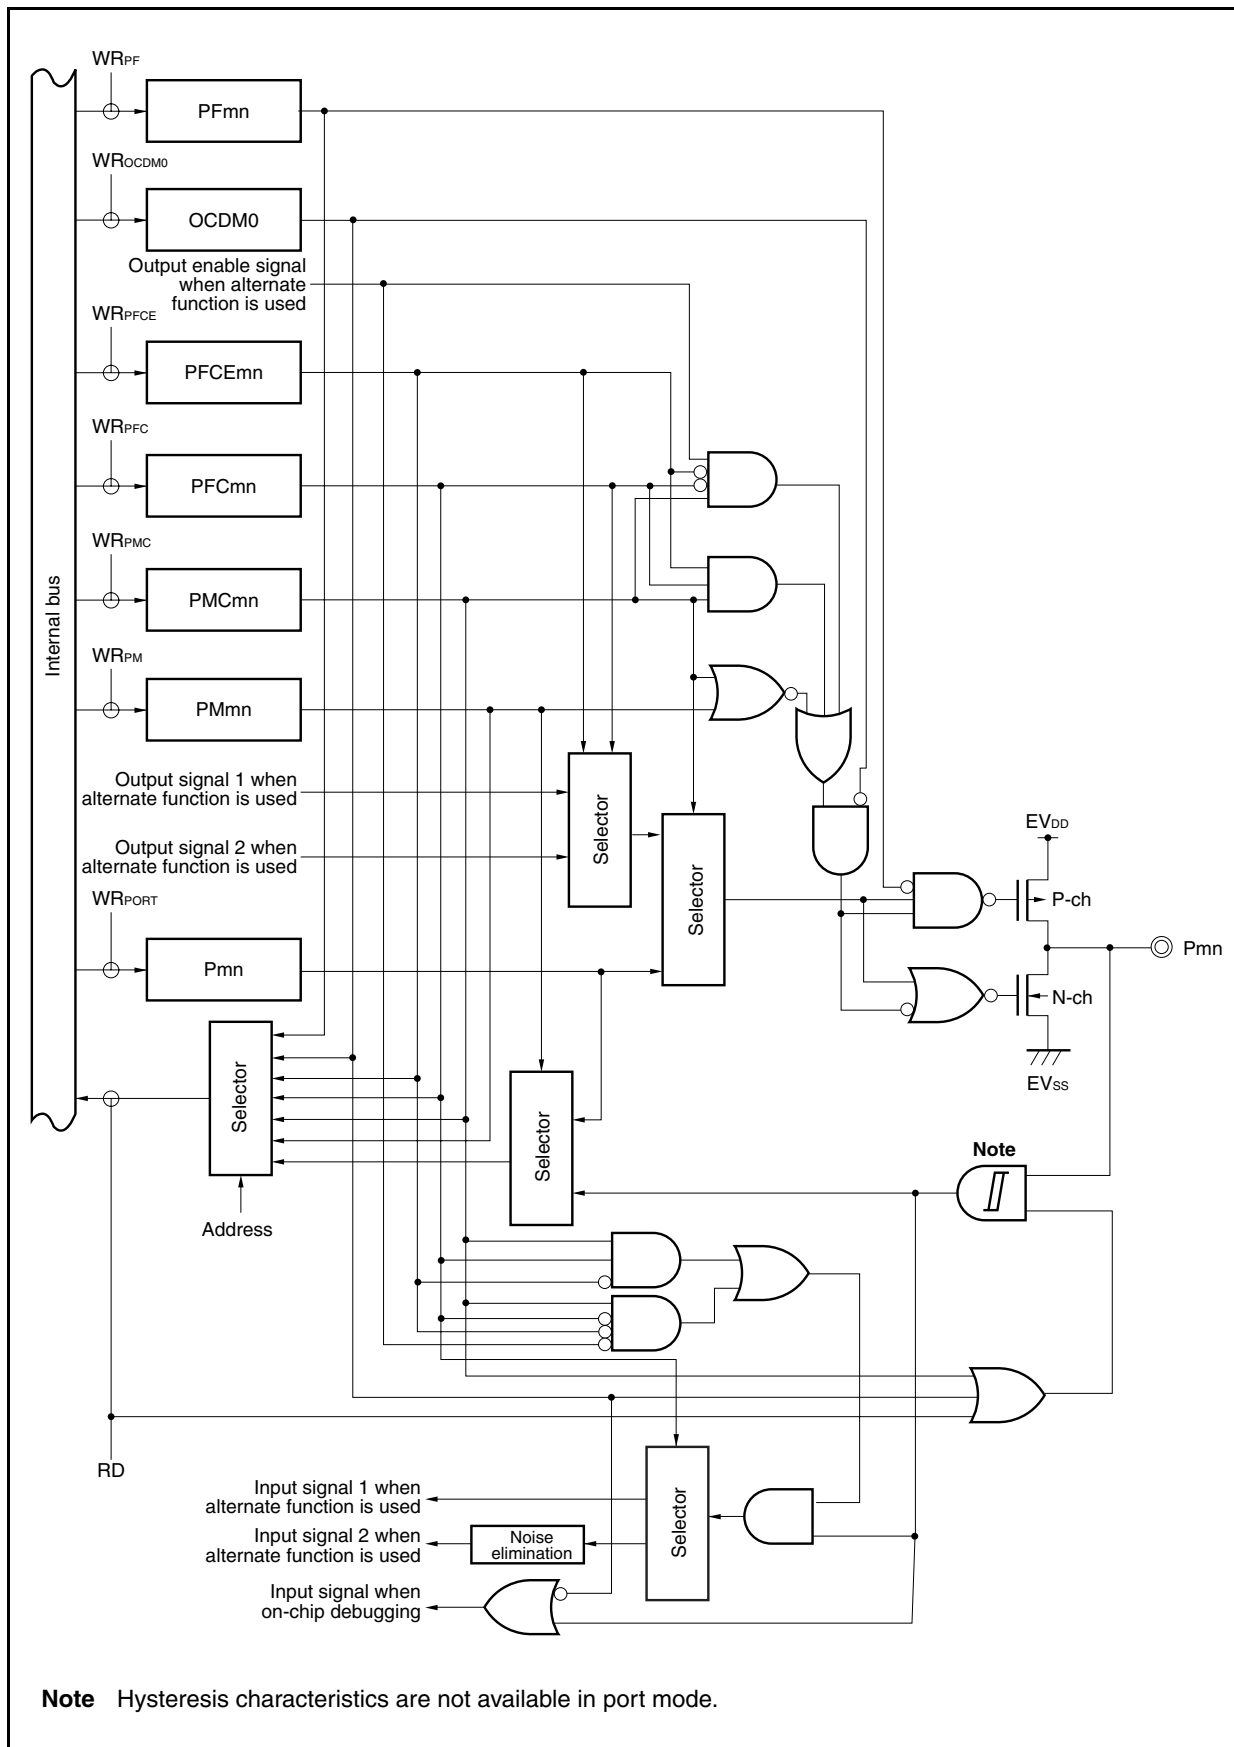 WRPF
PFmn
WROCDM0
OCDM0
Output enable signal
when alternate
function is used
WRPFCE
PFCEmn
WRPFC
PFCmn
WRPMC
PMCmn
Internal bus
WRPM
PMmn
Output signal 1 when
alternate function is used
Output signal 2 when
alternate function is used
Selector
Selector
EVDD
P-ch
WRPORT
Pmn
Pmn
N-ch
EVSS
Selector
Address
Selector
Note
RD
Input signal 1 when
alternate function is used
Input signal 2 when
alternate function is used
Noise
elimination
Selector
Input signal when
on-chip debugging
Note Hysteresis characteristics are not available in port mode.